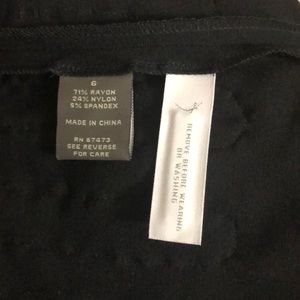 6
71% RAYON
24% NYLON
5% SPANDEX
MADE IN CHINA
RN 67473
SEE REVERSE
FOR CARE
REMOVE BEFORE WEARING
OR WASHING